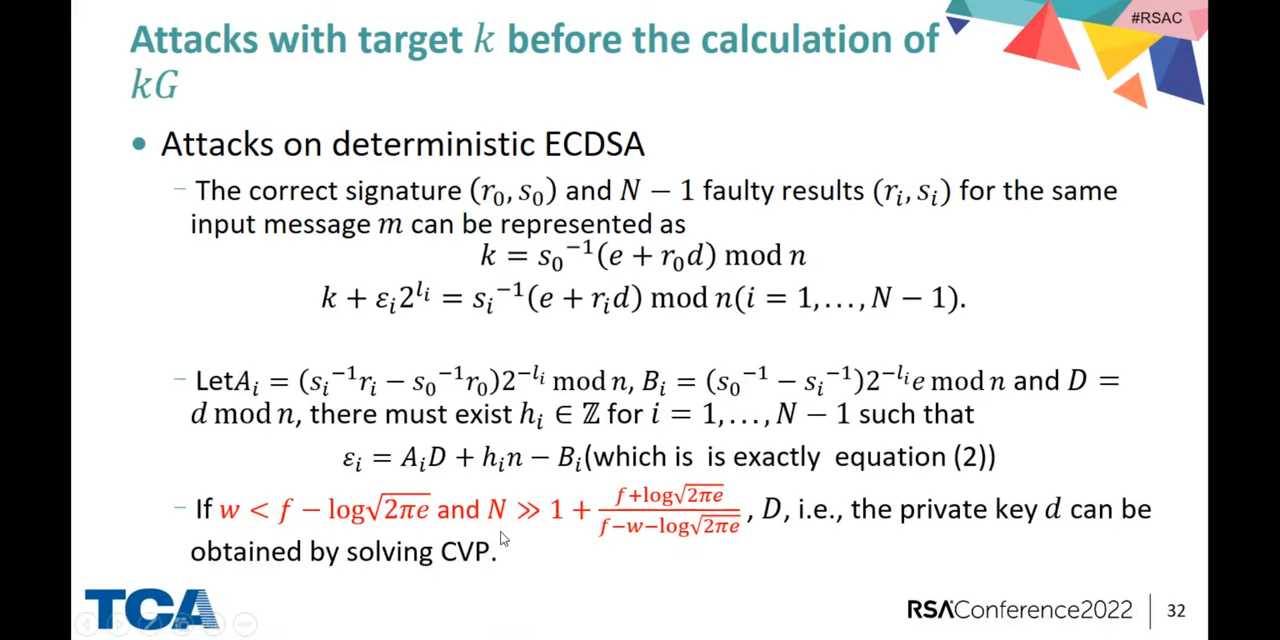 #RSAC
Attacks with target k before the calculation of
kG
• Attacks on deterministic ECDSA
– The correct signature (r₀, s₀) and N − 1 faulty results (rᵢ, sᵢ) for the same
input message m can be represented as
k = s₀⁻¹(e + r₀d) mod n
k + εᵢ2^{lᵢ} = sᵢ⁻¹(e + rᵢd) mod n(i = 1, . . . , N − 1).
– Let Aᵢ = (sᵢ⁻¹rᵢ − s₀⁻¹r₀)2^{−lᵢ} mod n, Bᵢ = (s₀⁻¹ − sᵢ⁻¹)2^{−lᵢ}e mod n and D =
d mod n, there must exist hᵢ ∈ ℤ for i = 1, . . . , N − 1 such that
εᵢ = AᵢD + hᵢn − Bᵢ(which is is exactly equation (2))
– If w < f − log√(2πe) and N ≫ 1 + (f+log√(2πe))/(f−w−log√(2πe)), D, i.e., the private key d can be
obtained by solving CVP.
TCA
RSAConference2022
32